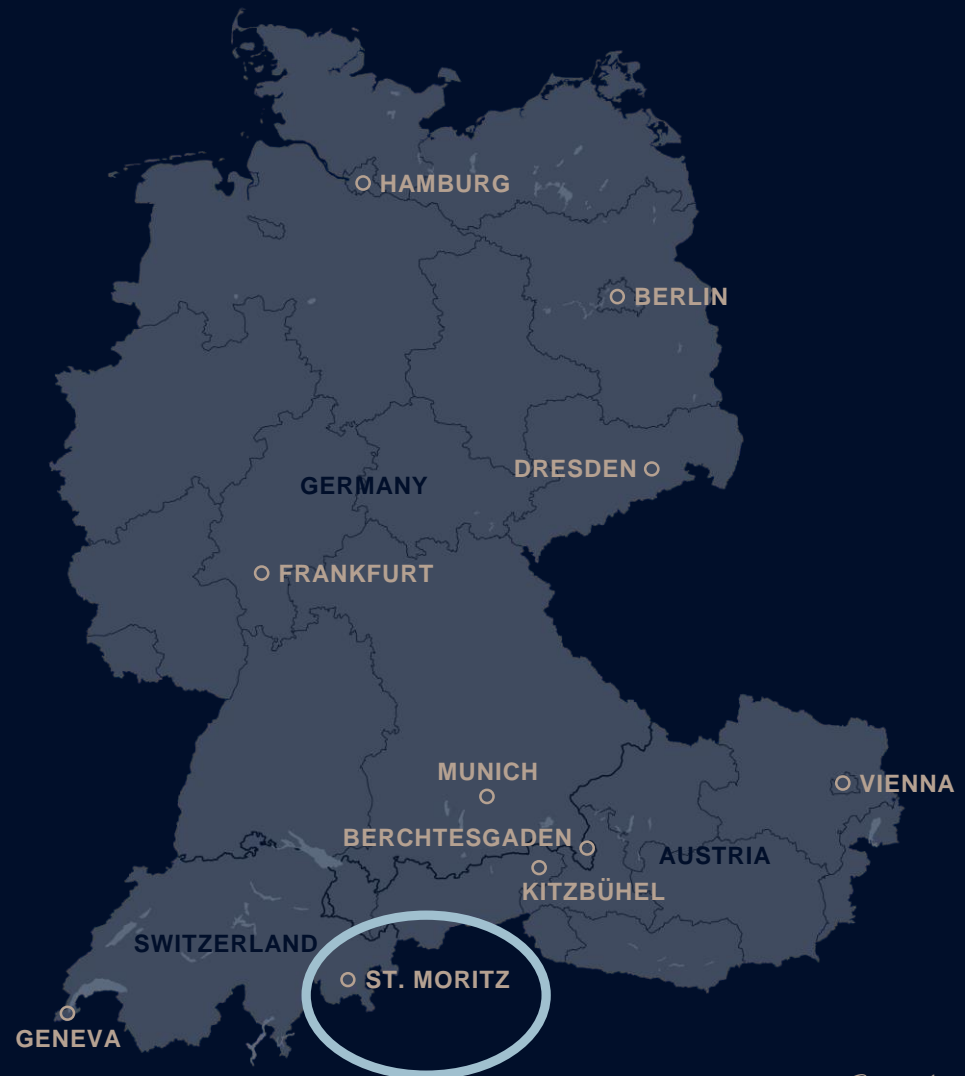 HAMBURG
BERLIN
DRESDEN
GERMANY
FRANKFURT
MUNICH
VIENNA
BERCHTESGADEN
AUSTRIA
KITZBÜHEL
SWITZERLAND
ST. MORITZ
GENEVA